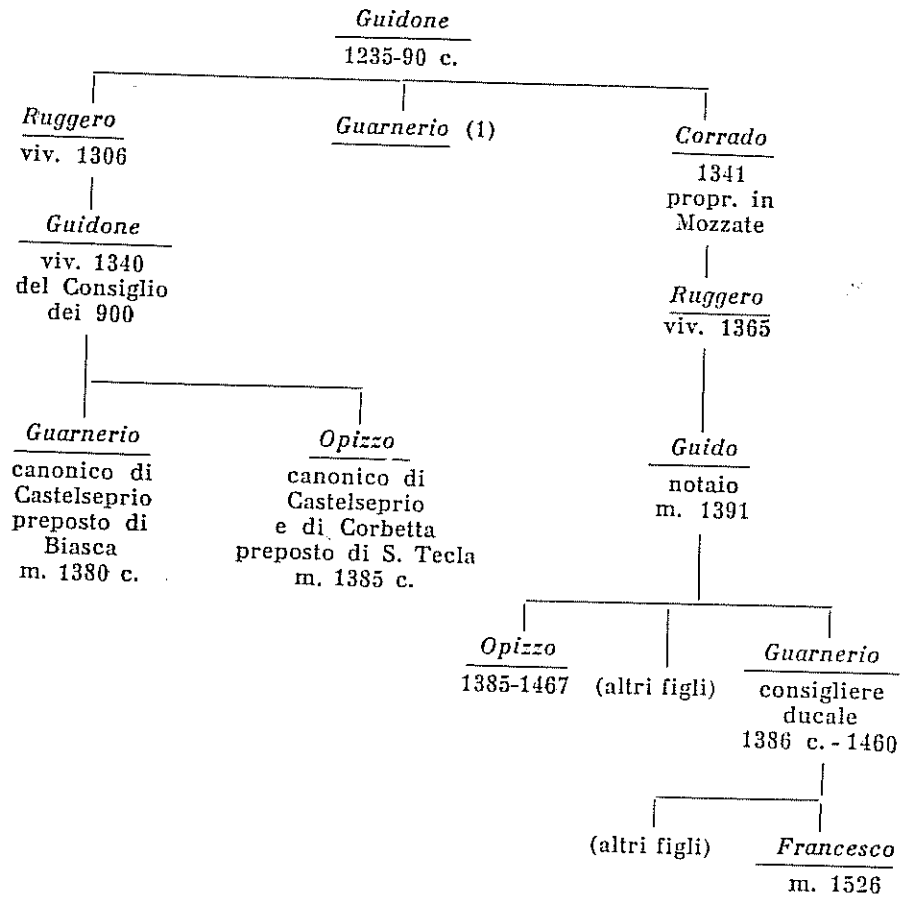 Guidone
1235-90 c.
Ruggero
viv. 1306
Guarnerio (1)
Corrado
1341
propr. in
Mozzate
Guidone
viv. 1340
del Consiglio
dei 900
Ruggero
viv. 1365
Guarnerio
canonico di
Castelseprio
preposto di
Biasca
m. 1380 c.
Opizzo
canonico di
Castelseprio
e di Corbetta
preposto di S. Tecla
m. 1385 c.
Guido
notaio
m. 1391
Opizzo
1385-1467
(altri figli)
Guarnerio
consigliere
ducale
1386 c. - 1460
(altri figli)
Francesco
m. 1526